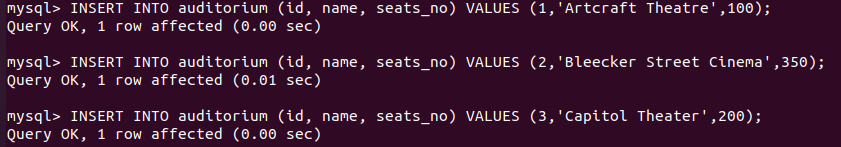 mysql> INSERT INTO auditorium (id, name, seats_no) VALUES (1,'Artcraft Theatre',100);
Query OK, 1 row affected (0.00 sec)
mysql> INSERT INTO auditorium (id, name, seats_no) VALUES (2,'Bleecker Street Cinema',350);
Query OK, 1 row affected (0.01 sec)
mysql> INSERT INTO auditorium (id, name, seats_no) VALUES (3,'Capitol Theater',200);
Query OK, 1 row affected (0.00 sec)